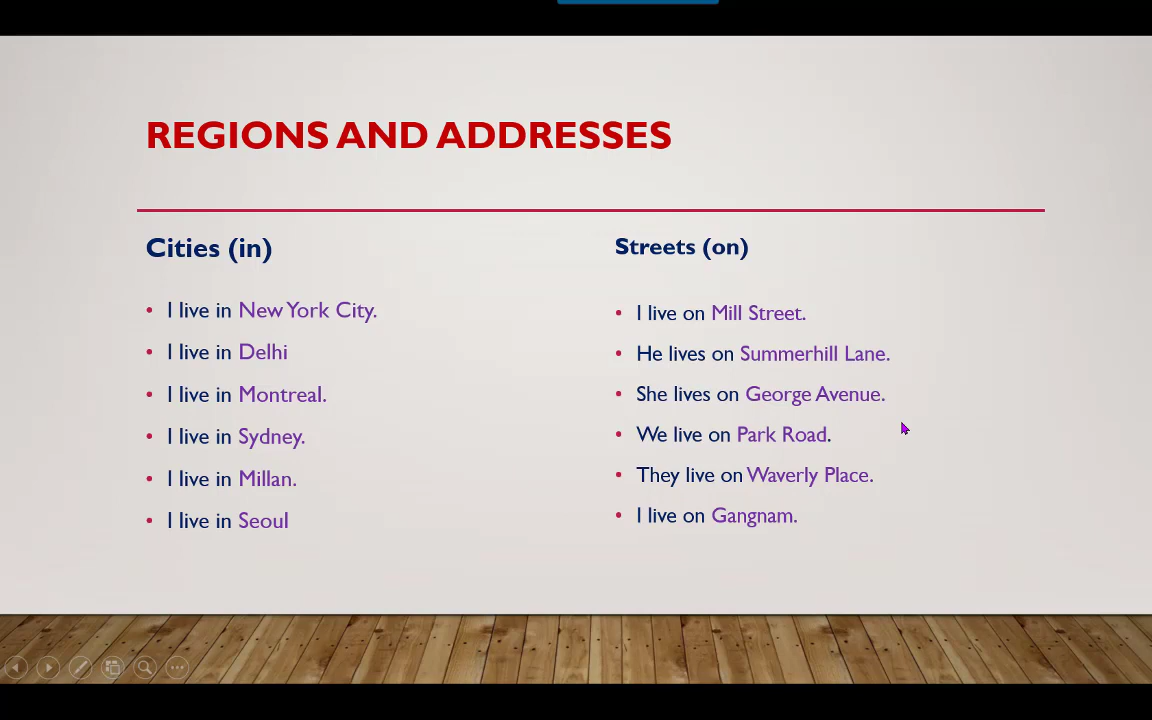 REGIONS AND ADDRESSES
Cities (in)
• I live in New York City.
• I live in Delhi
• I live in Montreal.
• I live in Sydney.
• I live in Millan.
• I live in Seoul
Streets (on)
• I live on Mill Street.
• He lives on Summerhill Lane.
• She lives on George Avenue.
• We live on Park Road.
• They live on Waverly Place.
• I live on Gangnam.